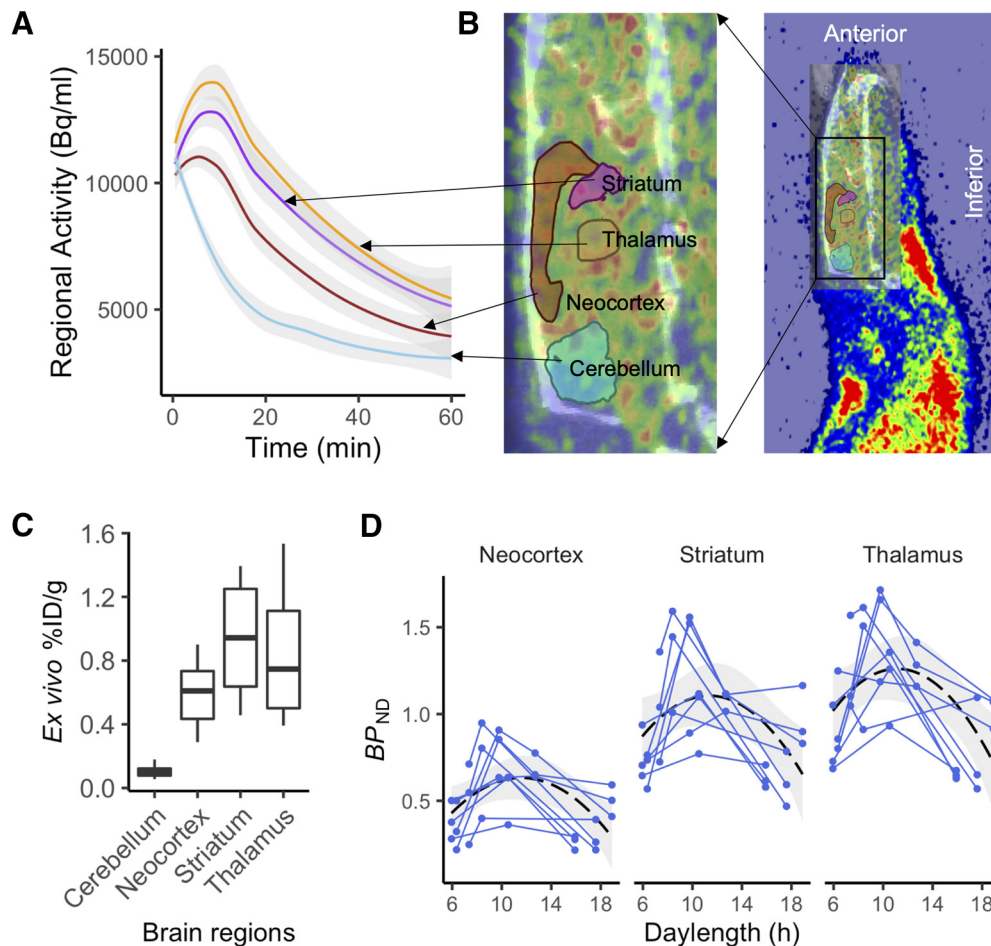 A
15000
10000
5000
Regional Activity (Bq/ml)
0
20
40
60
Time (min)
B
Striatum
Thalamus
Neocortex
Cerebellum
Anterior
Inferior
C
1.6
1.2
0.8
0.4
0.0
Ex vivo %ID/g
Cerebellum
Neocortex
Striatum
Thalamus
Brain regions
D
Neocortex
Striatum
Thalamus
1.5
1.0
0.5
BPND
6 10 14 18
6 10 14 18
6 10 14 18
Daylength (h)